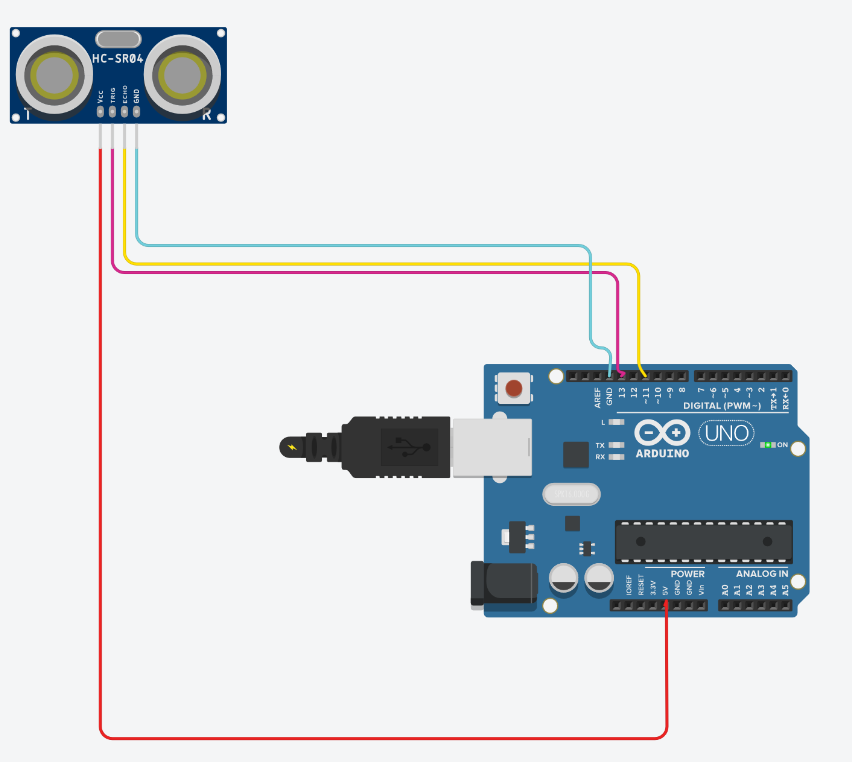 HC-SR04
Vcc
TRIG
ECHO
GND
T
R
AREF
GND
13
12
~11
~10
~9
8
7
~6
~5
4
~3
2
TX→1
RX←0
DIGITAL (PWM~)
L
TX
RX
ARDUINO
UNO
ON
POWER
ANALOG IN
IOREF
RESET
3.3V
5V
GND
GND
Vin
A0
A1
A2
A3
A4
A5